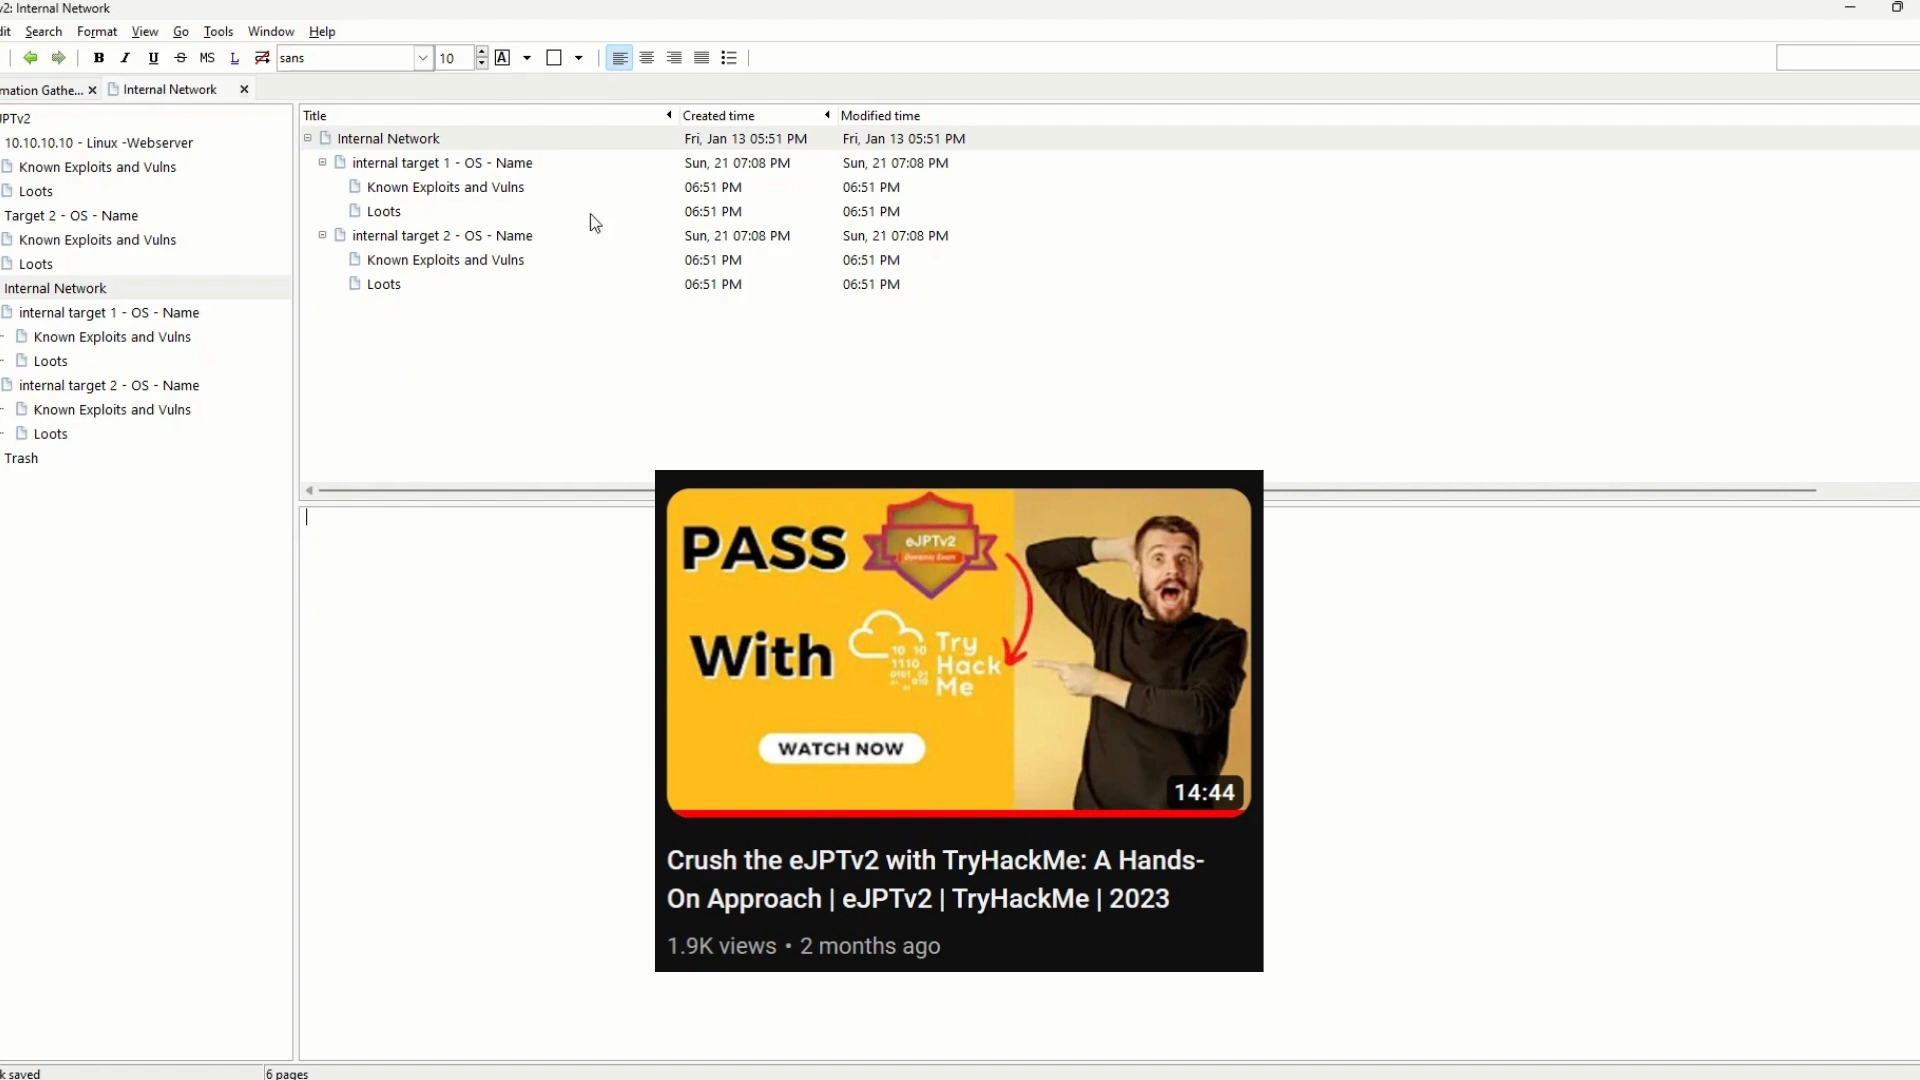 v2: Internal Network
dit Search Format View Go Tools Window Help
B I U S MS L sans 10 A
mation Gathe... Internal Network
JPTv2
10.10.10.10 - Linux -Webserver
Known Exploits and Vulns
Loots
Target 2 - OS - Name
Known Exploits and Vulns
Loots
Internal Network
internal target 1 - OS - Name
Known Exploits and Vulns
Loots
internal target 2 - OS - Name
Known Exploits and Vulns
Loots
Trash
Title Created time Modified time
Internal Network Fri, Jan 13 05:51 PM Fri, Jan 13 05:51 PM
internal target 1 - OS - Name Sun, 21 07:08 PM Sun, 21 07:08 PM
Known Exploits and Vulns 06:51 PM 06:51 PM
Loots 06:51 PM 06:51 PM
internal target 2 - OS - Name Sun, 21 07:08 PM Sun, 21 07:08 PM
Known Exploits and Vulns 06:51 PM 06:51 PM
Loots 06:51 PM 06:51 PM
PASS
eJPTv2
With
Try
Hack
Me
10 10
1110
0101 01
010
WATCH NOW
14:44
Crush the eJPTv2 with TryHackMe: A Hands-
On Approach | eJPTv2 | TryHackMe | 2023
1.9K views • 2 months ago
k saved
6 pages